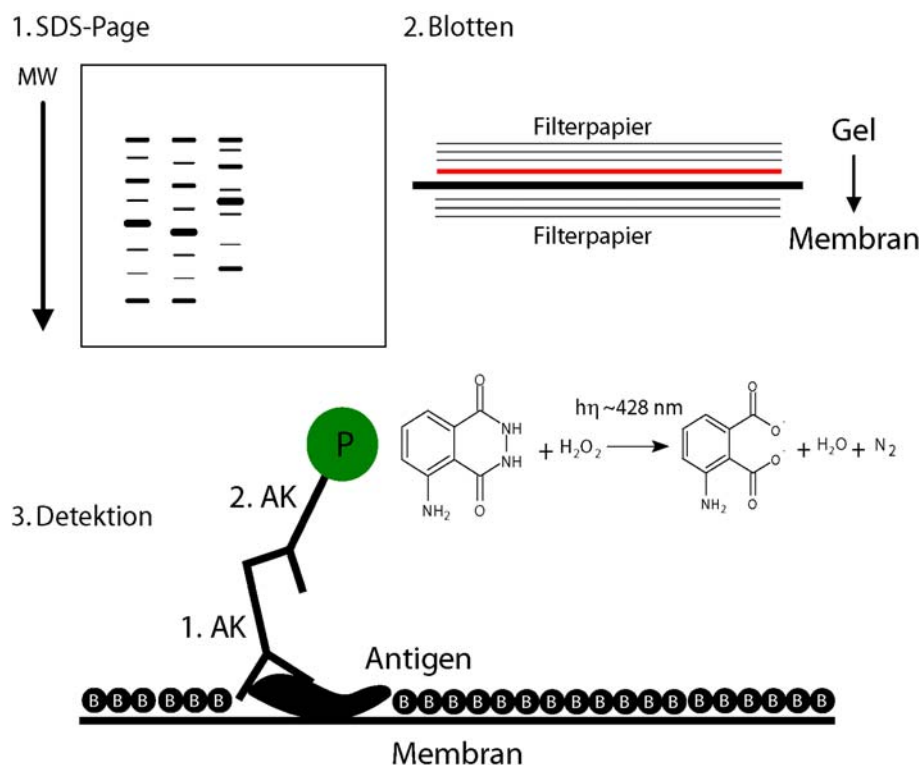 1. SDS-Page
2. Blotten
MW
Filterpapier
Gel
Filterpapier
Membran
3. Detektion
P
2. AK
1. AK
O
NH
NH
O
NH₂
+ H₂O₂
hη ~428 nm
O
O⁻
O⁻
O
NH₂
+ H₂O + N₂
Antigen
B B B B B B B B B B B B B B B B B B B B B B B B
Membran